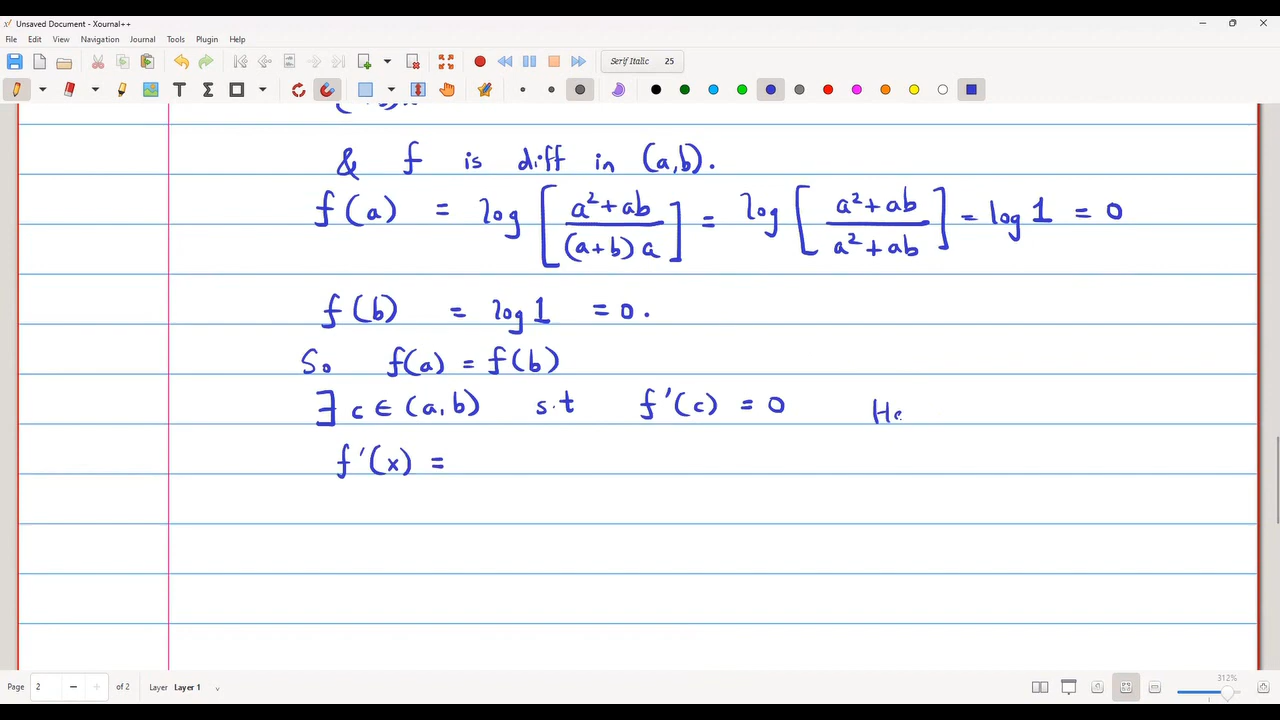 Unsaved Document - Xournal++
File Edit View Navigation Journal Tools Plugin Help
Serif Italic 25
& f is diff in (a,b).
f(a) = log [ a²+ab / (a+b) a ] = log [ a²+ab / a²+ab ] = log 1 = 0
f(b) = log 1 = 0.
So f(a) = f(b)
∃ c ∈ (a,b) s.t f'(c) = 0 He
f'(x) =
Page 2 of 2 Layer Layer 1 312%